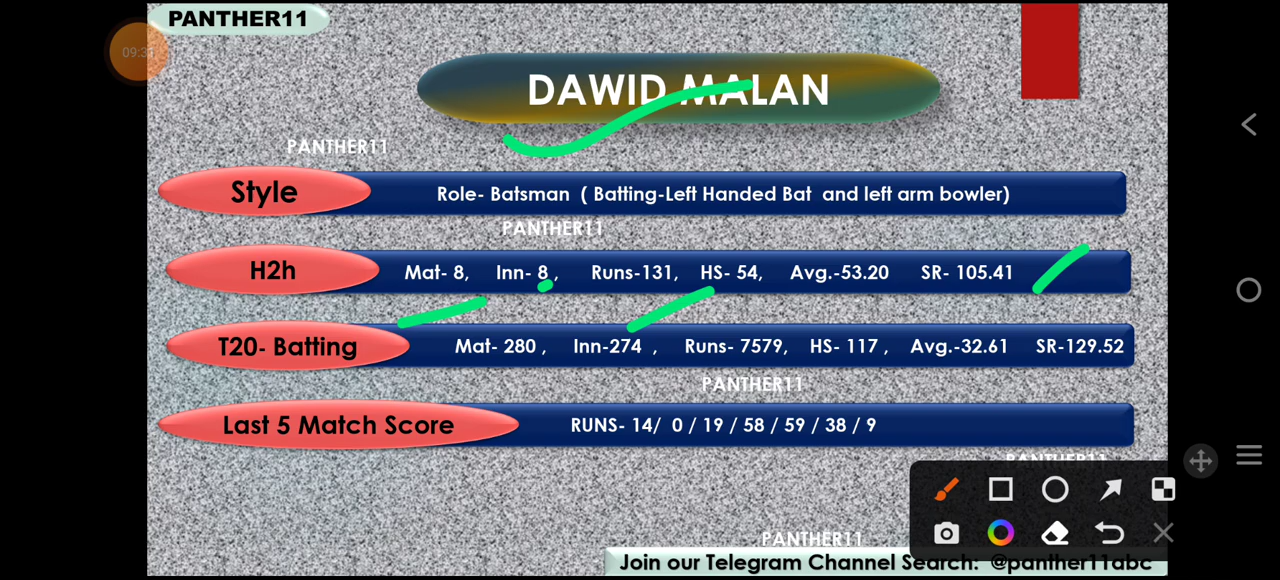 PANTHER11
DAWID MALAN
PANTHER11
Style
Role- Batsman ( Batting-Left Handed Bat and left arm bowler)
PANTHER11
H2h
Mat- 8, Inn- 8 , Runs-131, HS- 54, Avg.-53.20 SR- 105.41
T20- Batting
Mat- 280 , Inn-274 , Runs- 7579, HS- 117 , Avg.-32.61 SR-129.52
PANTHER11
Last 5 Match Score
RUNS- 14/ 0 / 19 / 58 / 59 / 38 / 9
PANTHER11
PANTHER11
Join our Telegram Channel Search: @panther11abc